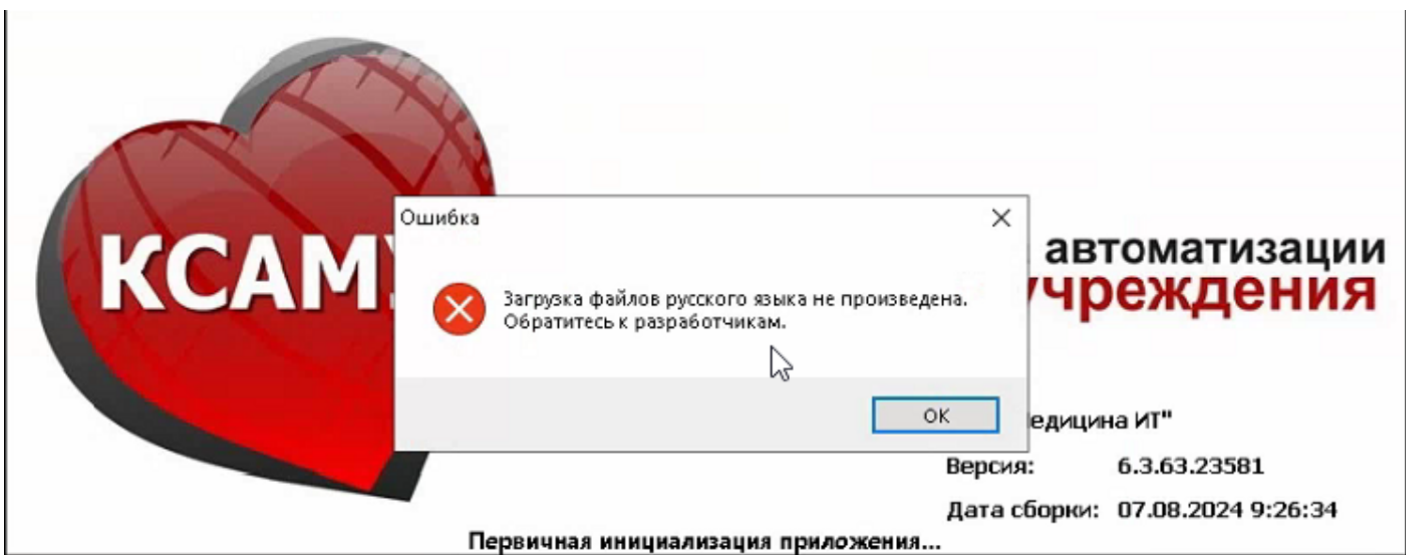 КСАМ
Ошибка
Загрузка файлов русского языка не произведена.
Обратитесь к разработчикам.
OK
автоматизации
учреждения
ИТ"
Версия: 6.3.63.23581
Дата сборки: 07.08.2024 9:26:34
Первичная инициализация приложения...